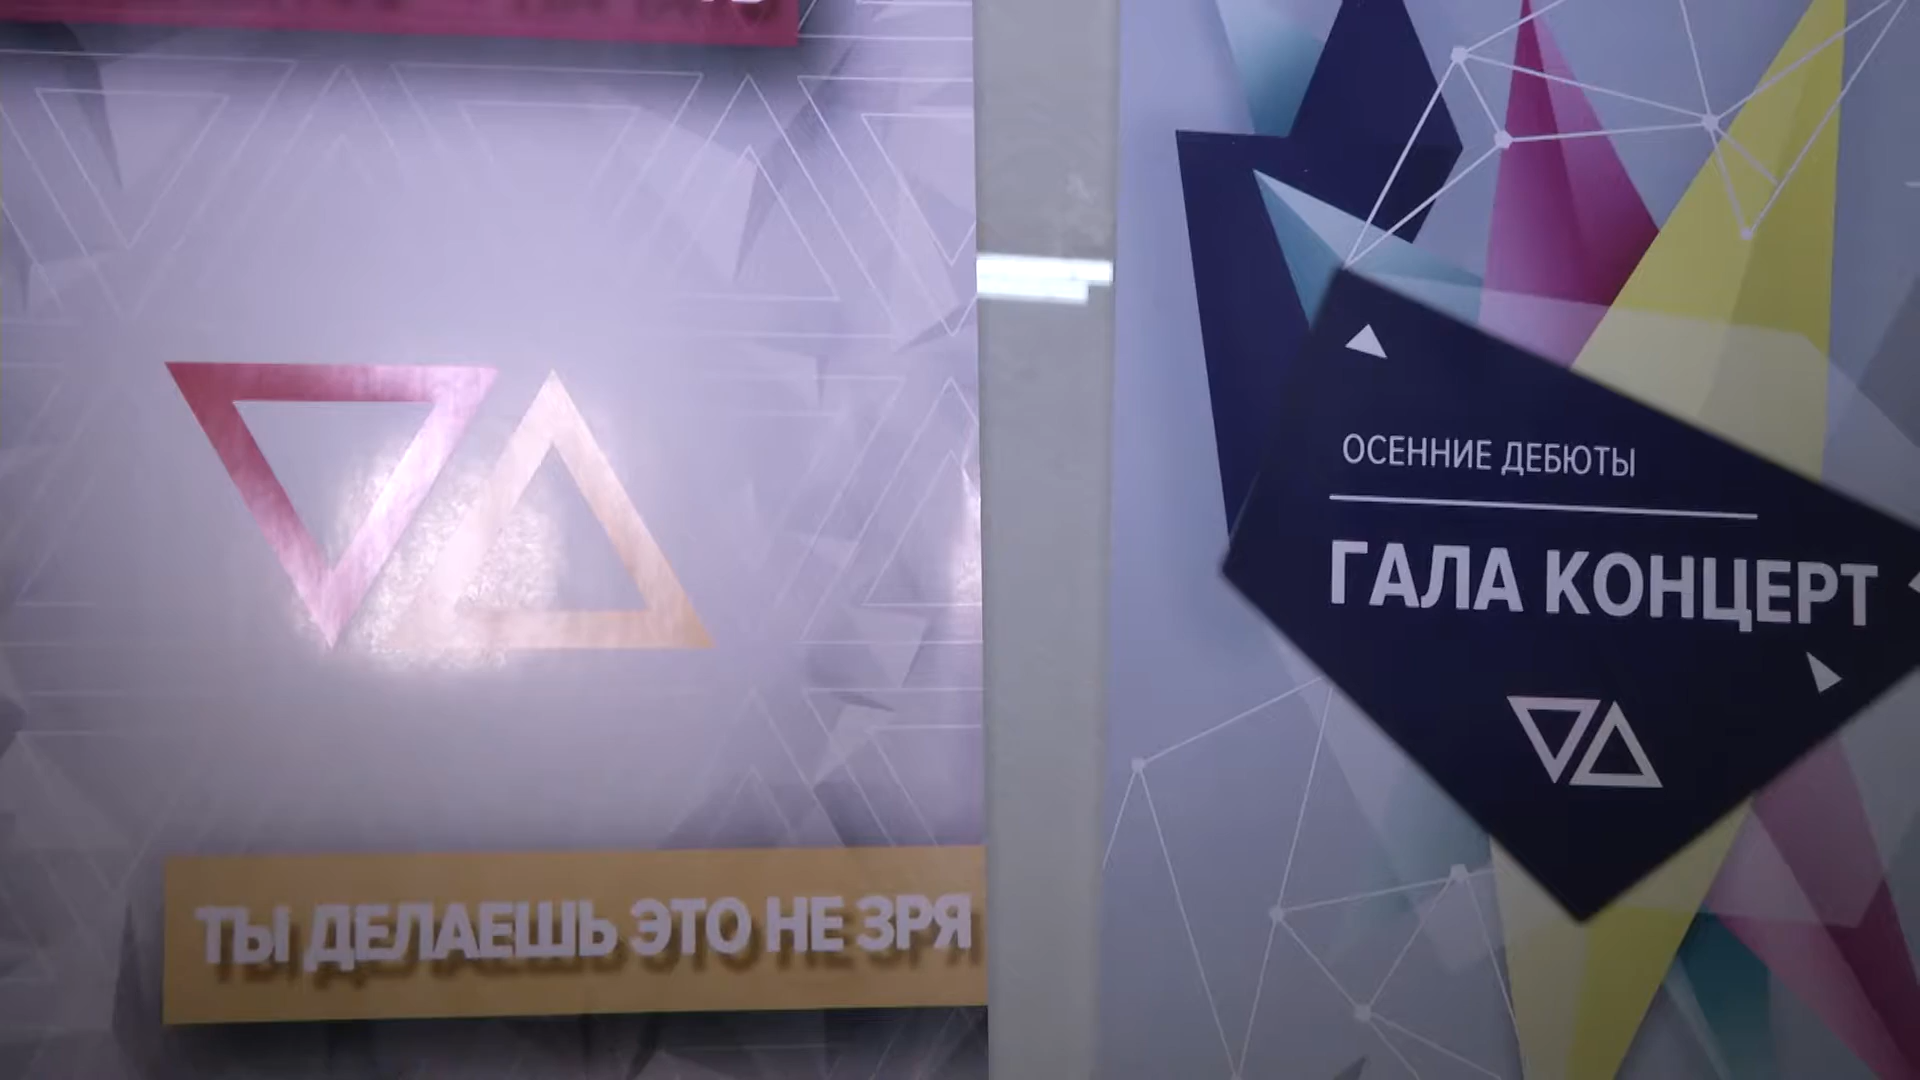 ТЫ ДЕЛАЕШЬ ЭТО НЕ ЗРЯ
ОСЕННИЕ ДЕБЮТЫ
ГАЛА КОНЦЕРТ